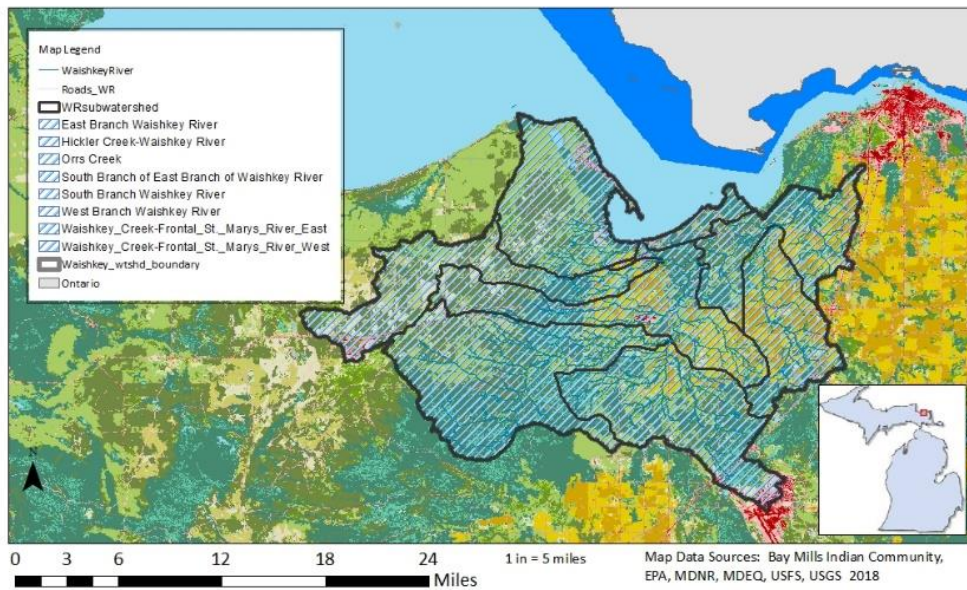 Map Legend
WaishkeyRiver
Roads_WR
WRsubwatershed
East Branch Waishkey River
Hickler Creek-Waishkey River
Orrs Creek
South Branch of East Branch of Waishkey River
South Branch Waishkey River
West Branch Waishkey River
Waishkey_Creek-Frontal_St._Marys_River_East
Waishkey_Creek-Frontal_St._Marys_River_West
Waishkey_wtshd_boundary
Ontario
N
0 3 6 12 18 24
Miles
1 in = 5 miles
Map Data Sources: Bay Mills Indian Community,
EPA, MDNR, MDEQ, USFS, USGS 2018